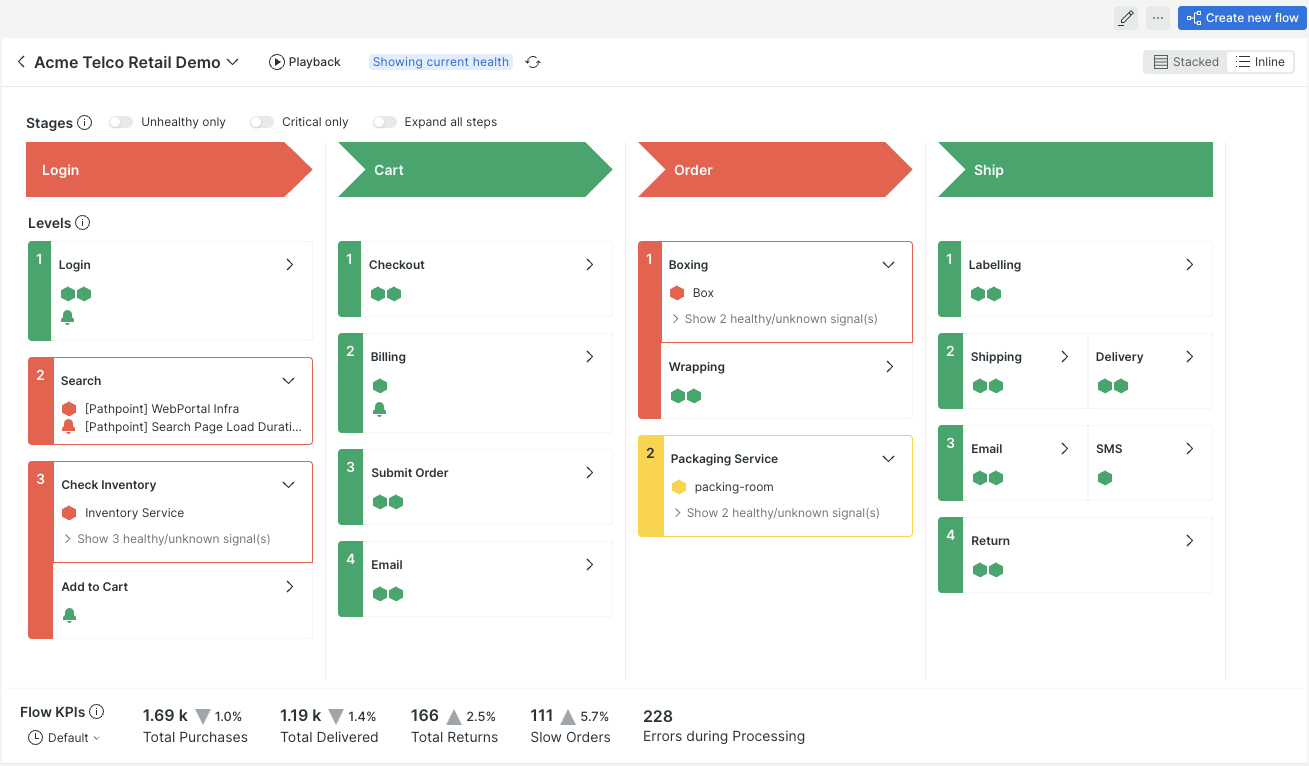 Create new flow
Acme Telco Retail Demo
Playback
Showing current health
Stacked
Inline
Stages
Unhealthy only
Critical only
Expand all steps
Login
Cart
Order
Ship
Levels
1
Login
2
Search
[Pathpoint] WebPortal Infra
[Pathpoint] Search Page Load Durati...
3
Check Inventory
Inventory Service
Show 3 healthy/unknown signal(s)
Add to Cart
1
Checkout
2
Billing
3
Submit Order
4
Email
1
Boxing
Box
Show 2 healthy/unknown signal(s)
Wrapping
2
Packaging Service
packing-room
Show 2 healthy/unknown signal(s)
1
Labelling
2
Shipping
Delivery
3
Email
SMS
4
Return
Flow KPIs
Default
1.69 k 1.0%
Total Purchases
1.19 k 1.4%
Total Delivered
166 2.5%
Total Returns
111 5.7%
Slow Orders
228
Errors during Processing